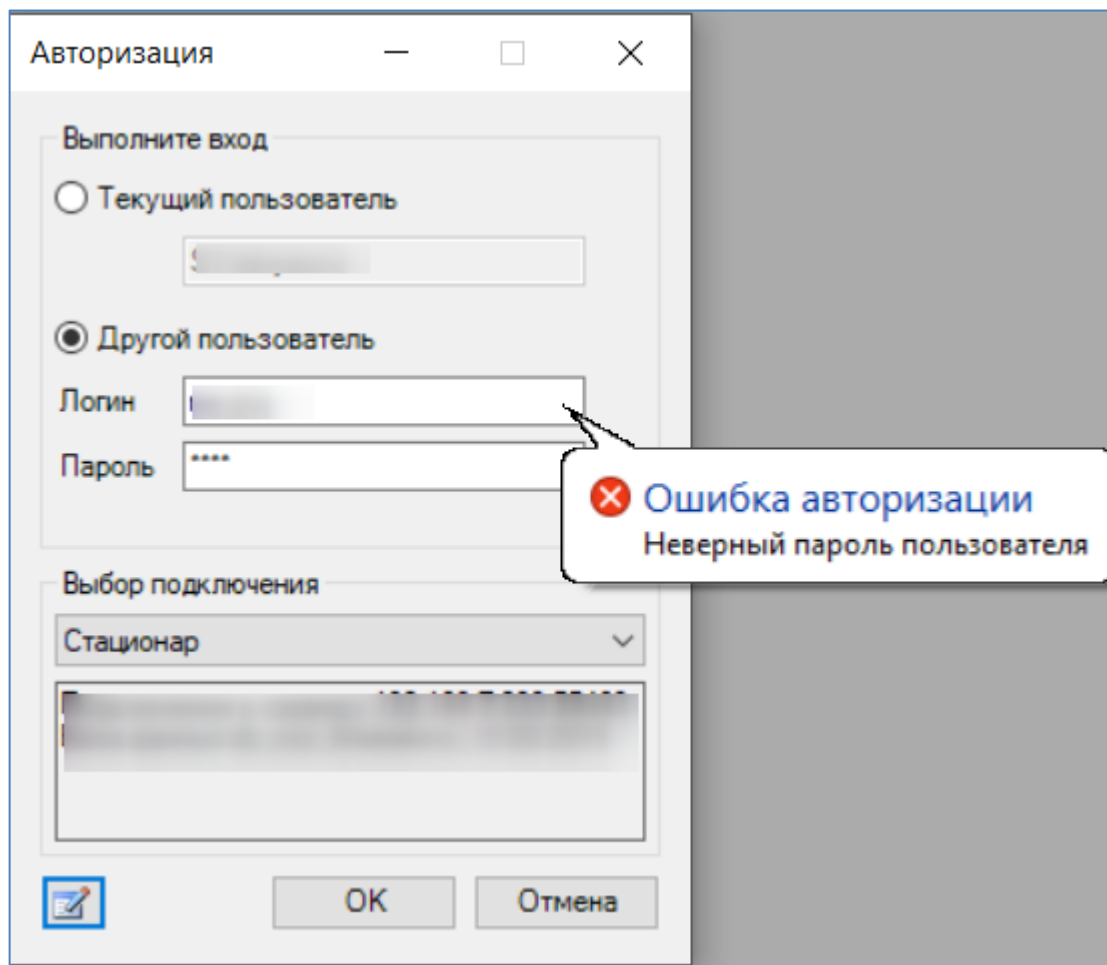 Авторизация
Выполните вход
Текущий пользователь
Другой пользователь
Логин
Пароль ****
Ошибка авторизации
Неверный пароль пользователя
Выбор подключения
Стационар
OK Отмена